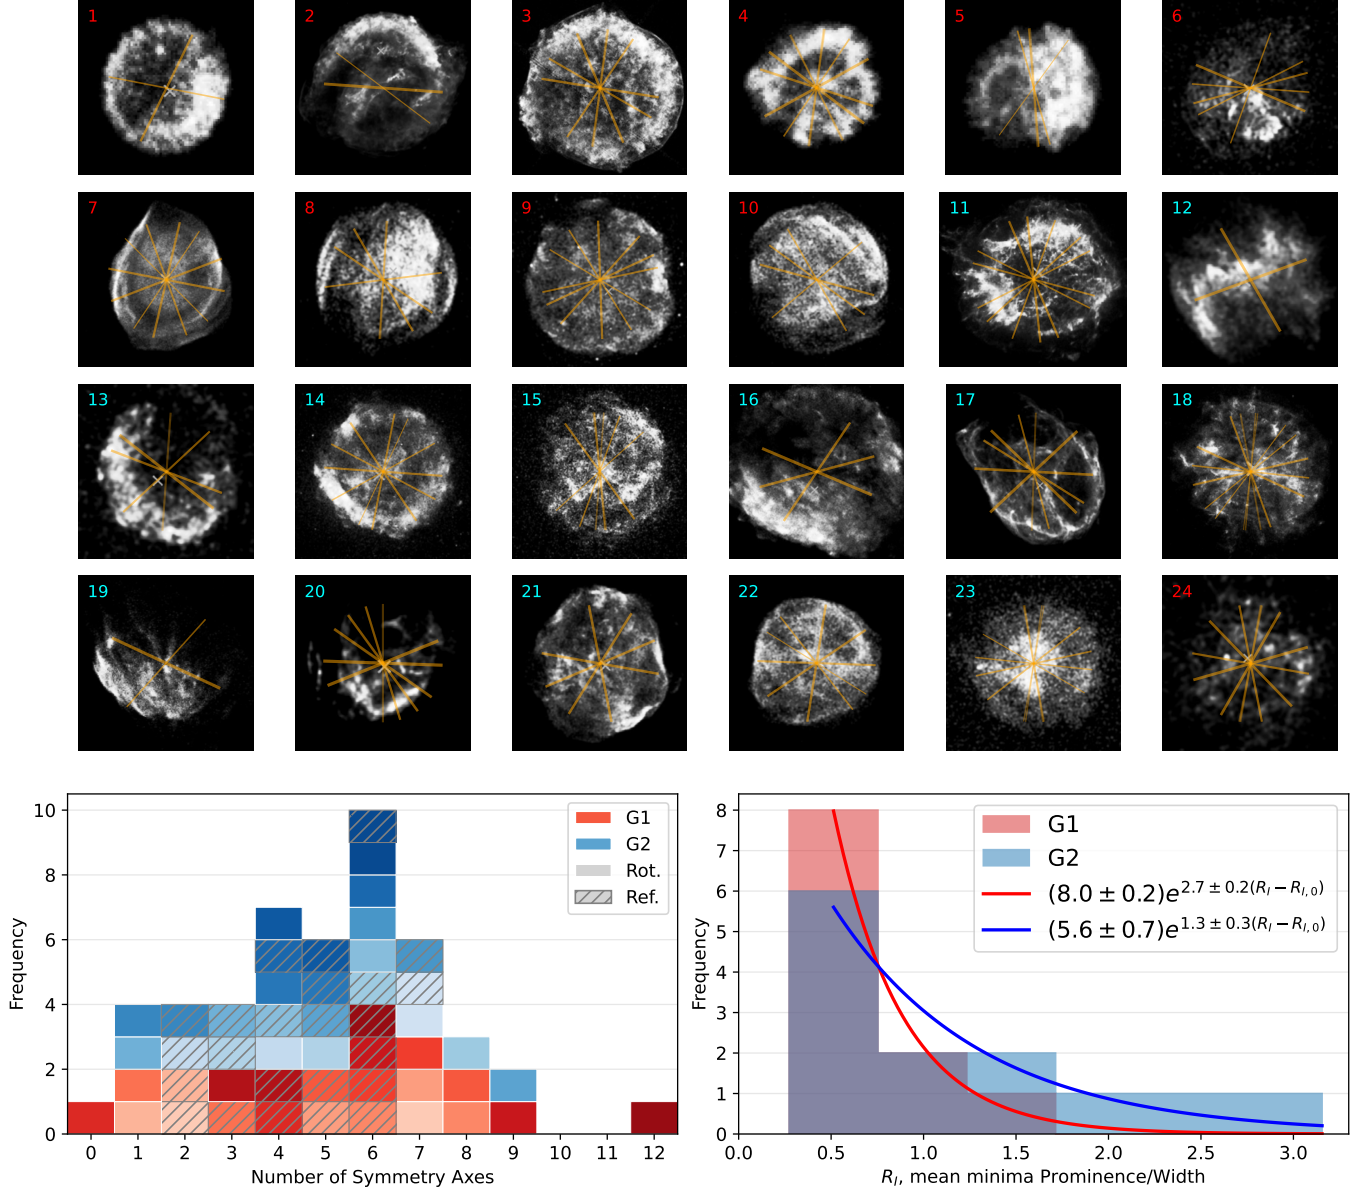 1 2 3 4 5 6
7 8 9 10 11 12
13 14 15 16 17 18
19 20 21 22 23 24
10
8
6
4
2
0
Frequency
0 1 2 3 4 5 6 7 8 9 10 11 12
Number of Symmetry Axes
G1
G2
Rot.
Ref.
8
7
6
5
4
3
2
1
0
Frequency
0.0 0.5 1.0 1.5 2.0 2.5 3.0
R_I, mean minima Prominence/Width
G1
G2
(8.0 ± 0.2)e^{2.7 ± 0.2(R_I − R_{I,0})}
(5.6 ± 0.7)e^{1.3 ± 0.3(R_I − R_{I,0})}